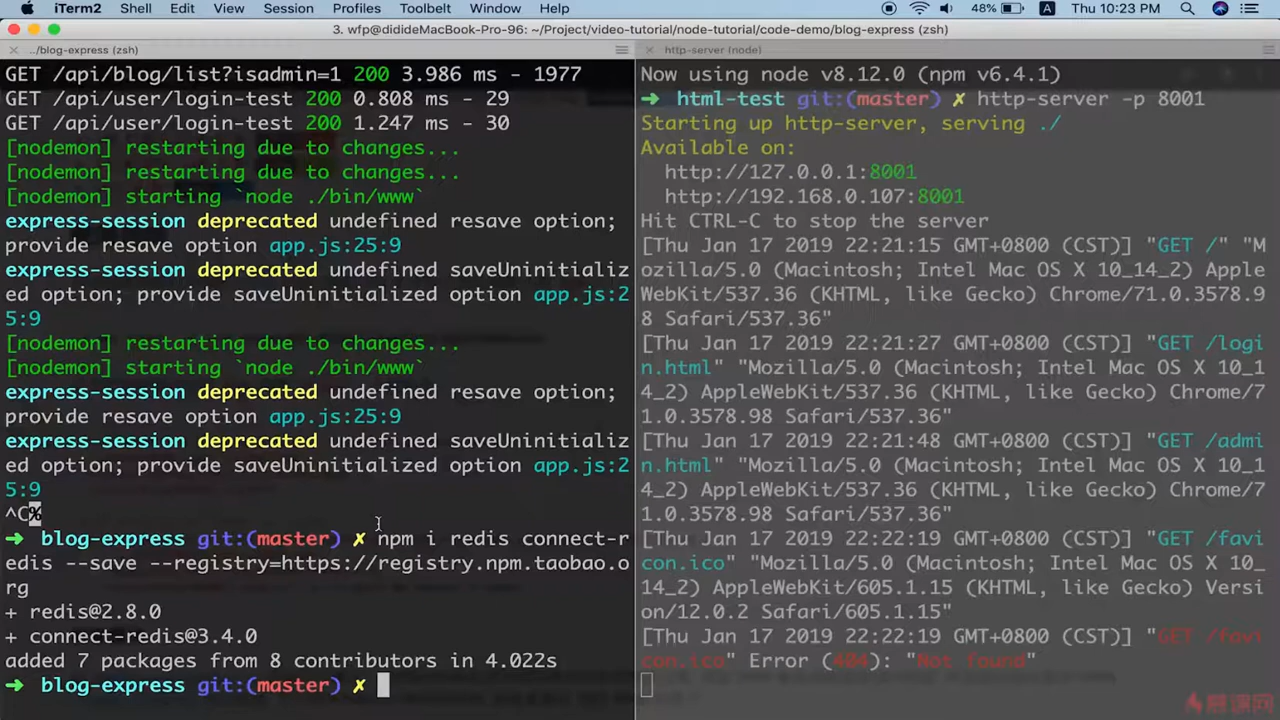 iTerm2 Shell Edit View Session Profiles Toolbelt Window Help 48% A Thu 10:23 PM
3. wfp@didideMacBook-Pro-96: ~/Project/video-tutorial/node-tutorial/code-demo/blog-express (zsh)
../blog-express (zsh)
GET /api/blog/list?isadmin=1 200 3.986 ms - 1977
GET /api/user/login-test 200 0.808 ms - 29
GET /api/user/login-test 200 1.247 ms - 30
[nodemon] restarting due to changes...
[nodemon] restarting due to changes...
[nodemon] starting `node ./bin/www`
express-session deprecated undefined resave option;
provide resave option app.js:25:9
express-session deprecated undefined saveUninitializ
ed option; provide saveUninitialized option app.js:2
5:9
[nodemon] restarting due to changes...
[nodemon] starting `node ./bin/www`
express-session deprecated undefined resave option;
provide resave option app.js:25:9
express-session deprecated undefined saveUninitializ
ed option; provide saveUninitialized option app.js:2
5:9
^C%
➜ blog-express git:(master) ✗ npm i redis connect-r
edis --save --registry=https://registry.npm.taobao.o
rg
+ redis@2.8.0
+ connect-redis@3.4.0
added 7 packages from 8 contributors in 4.022s
➜ blog-express git:(master) ✗
http-server (node)
Now using node v8.12.0 (npm v6.4.1)
➜ html-test git:(master) ✗ http-server -p 8001
Starting up http-server, serving ./
Available on:
http://127.0.0.1:8001
http://192.168.0.107:8001
Hit CTRL-C to stop the server
[Thu Jan 17 2019 22:21:15 GMT+0800 (CST)] "GET /" "M
ozilla/5.0 (Macintosh; Intel Mac OS X 10_14_2) Apple
WebKit/537.36 (KHTML, like Gecko) Chrome/71.0.3578.9
8 Safari/537.36"
[Thu Jan 17 2019 22:21:27 GMT+0800 (CST)] "GET /logi
n.html" "Mozilla/5.0 (Macintosh; Intel Mac OS X 10_1
4_2) AppleWebKit/537.36 (KHTML, like Gecko) Chrome/7
1.0.3578.98 Safari/537.36"
[Thu Jan 17 2019 22:21:48 GMT+0800 (CST)] "GET /admi
n.html" "Mozilla/5.0 (Macintosh; Intel Mac OS X 10_1
4_2) AppleWebKit/537.36 (KHTML, like Gecko) Chrome/7
1.0.3578.98 Safari/537.36"
[Thu Jan 17 2019 22:22:19 GMT+0800 (CST)] "GET /favi
con.ico" "Mozilla/5.0 (Macintosh; Intel Mac OS X 10_
14_2) AppleWebKit/605.1.15 (KHTML, like Gecko) Versi
on/12.0.2 Safari/605.1.15"
[Thu Jan 17 2019 22:22:19 GMT+0800 (CST)] "GET /favi
con.ico" Error (404): "Not found"
慕课网